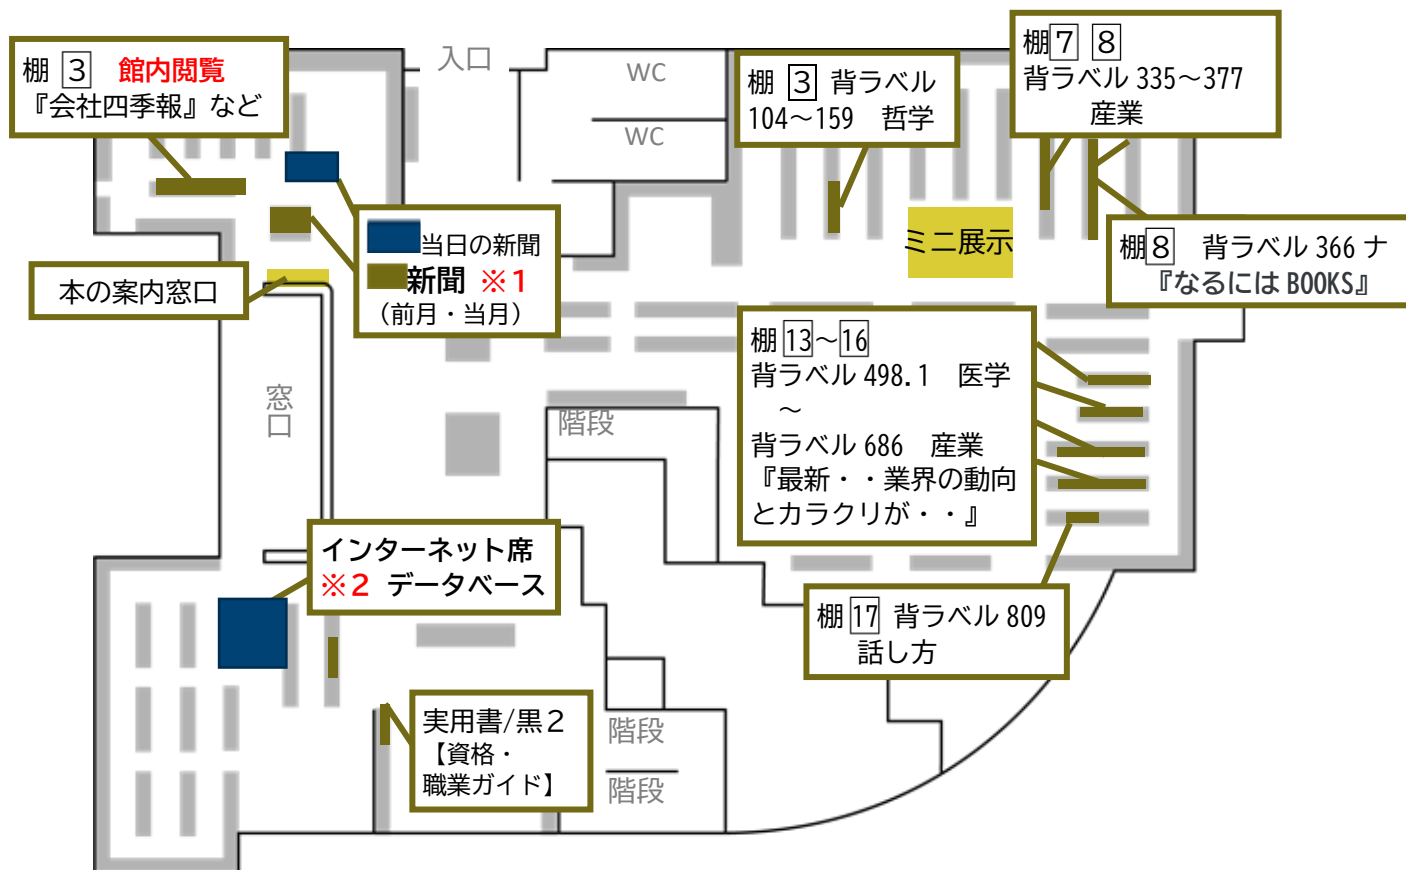 棚 3 館内閲覧
『会社四季報』など
入口
WC
WC
棚 3 背ラベル
104～159 哲学
棚7 8
背ラベル 335～377
産業
当日の新聞
新聞 ※1
（前月・当月）
ミニ展示
棚8 背ラベル 366 ナ
『なるには BOOKS』
本の案内窓口
窓口
階段
棚 13～16
背ラベル 498.1 医学
～
背ラベル 686 産業
『最新・・業界の動向
とカラクリが・・』
インターネット席
※2 データベース
棚 17 背ラベル 809
話し方
実用書/黒２
【資格・
職業ガイド】
階段
階段